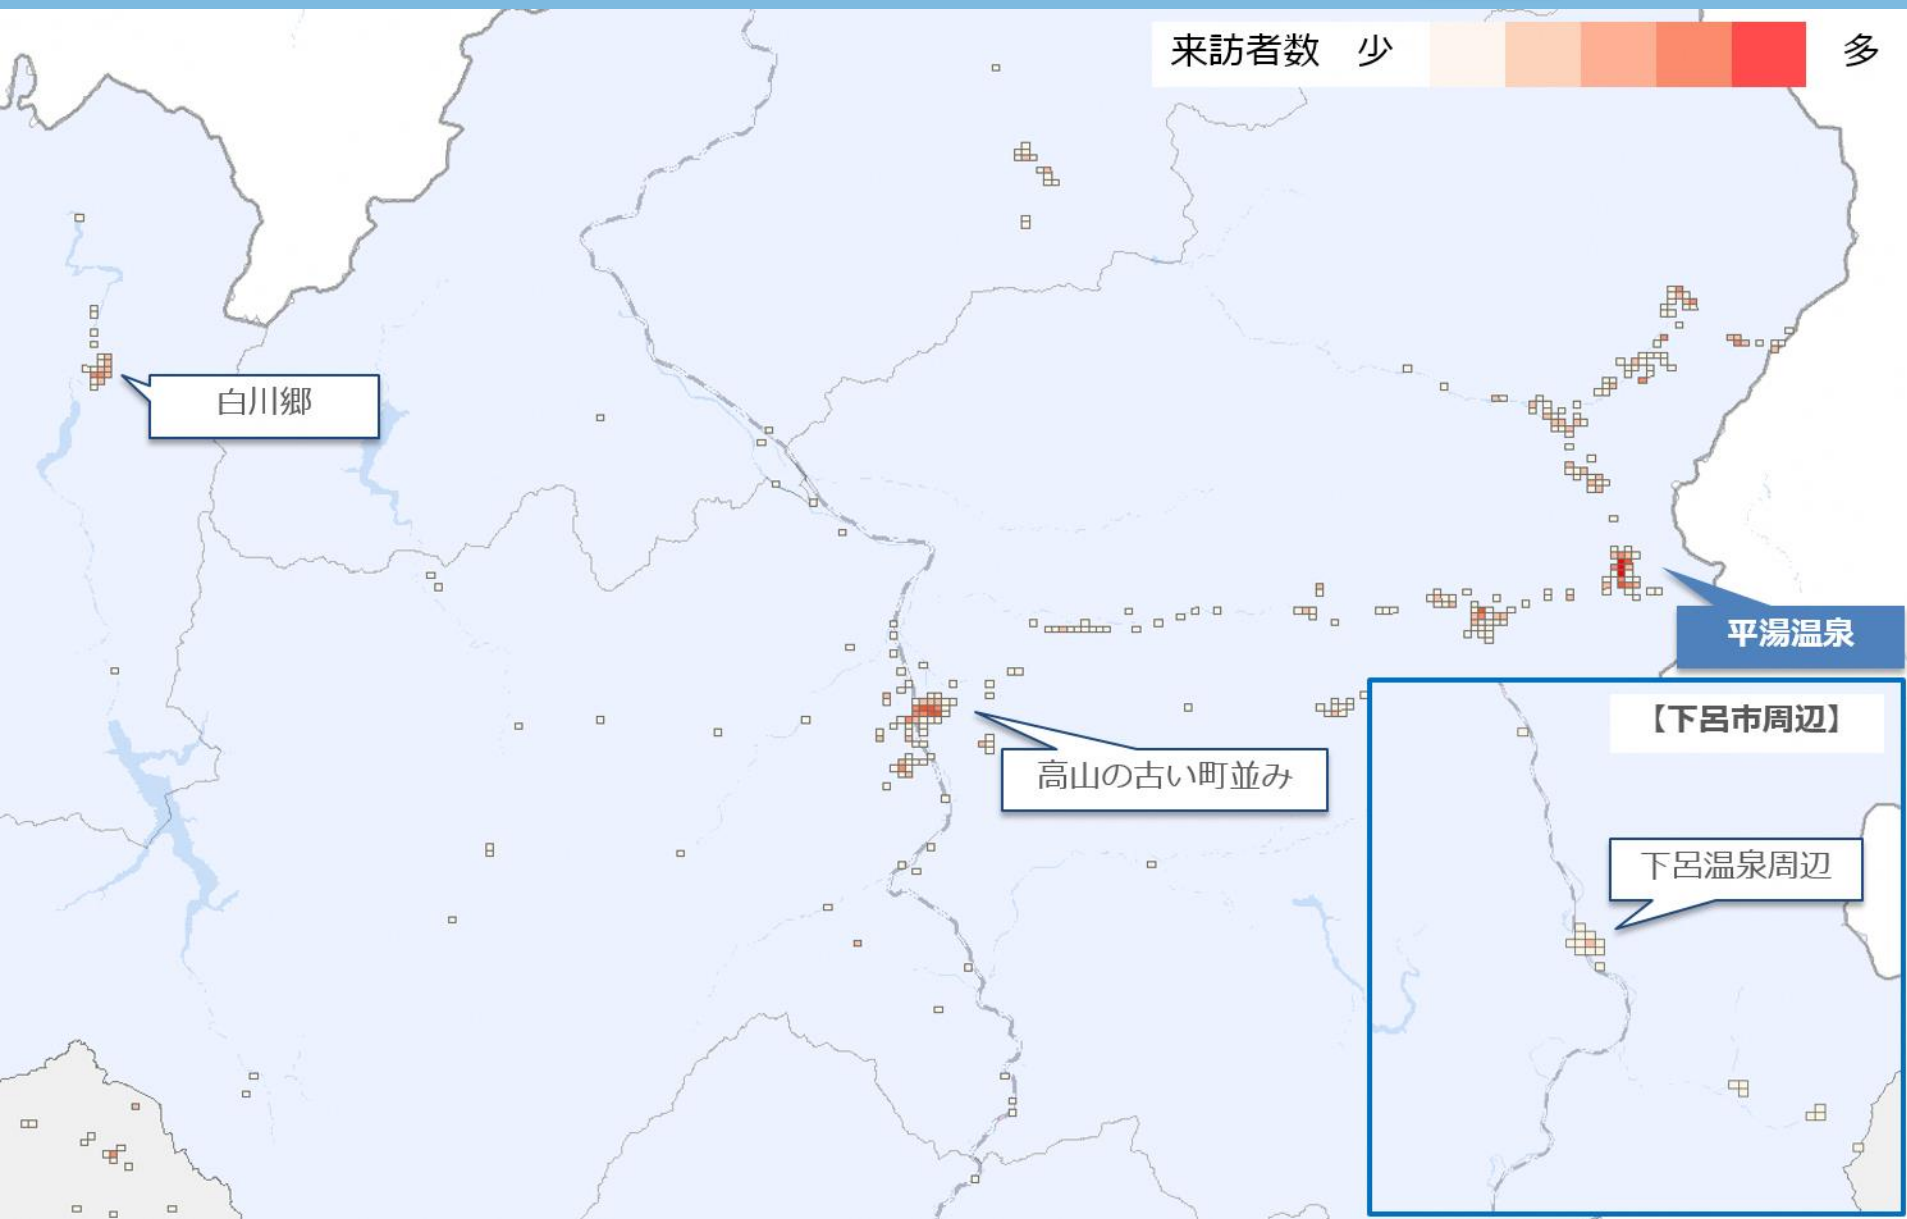 来訪者数 少 多
白川郷
平湯温泉
【下呂市周辺】
高山の古い町並み
下呂温泉周辺